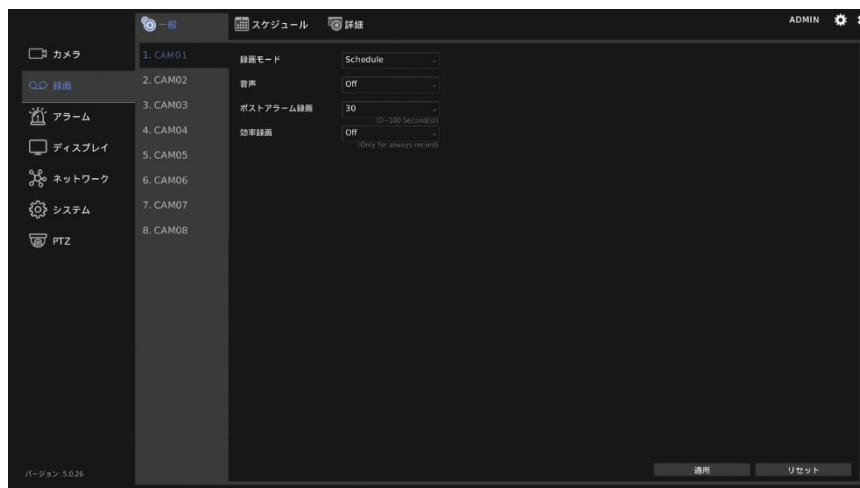 一般
スケジュール
詳細
ADMIN
カメラ
録画
アラーム
ディスプレイ
ネットワーク
システム
PTZ
1. CAM01
2. CAM02
3. CAM03
4. CAM04
5. CAM05
6. CAM06
7. CAM07
8. CAM08
録画モード Schedule
音声 Off
ポストアラーム録画 30
(0~100 Second(s))
効率録画 Off
(Only for always record)
バージョン: 5.0.26
適用
リセット